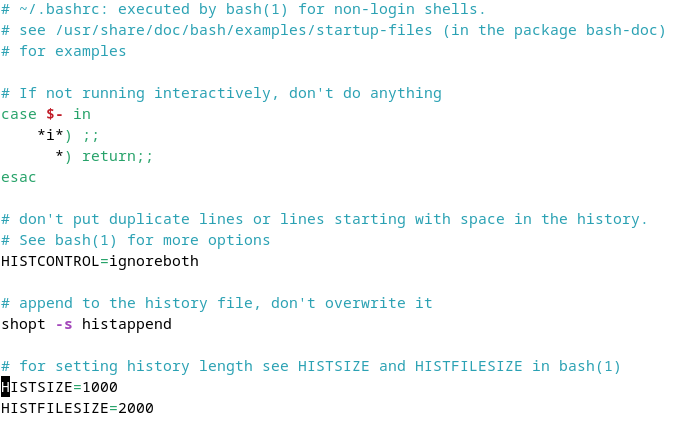 # ~/.bashrc: executed by bash(1) for non-login shells.
# see /usr/share/doc/bash/examples/startup-files (in the package bash-doc)
# for examples

# If not running interactively, don't do anything
case $- in
    *i*) ;;
      *) return;;
esac

# don't put duplicate lines or lines starting with space in the history.
# See bash(1) for more options
HISTCONTROL=ignoreboth

# append to the history file, don't overwrite it
shopt -s histappend

# for setting history length see HISTSIZE and HISTFILESIZE in bash(1)
HISTSIZE=1000
HISTFILESIZE=2000